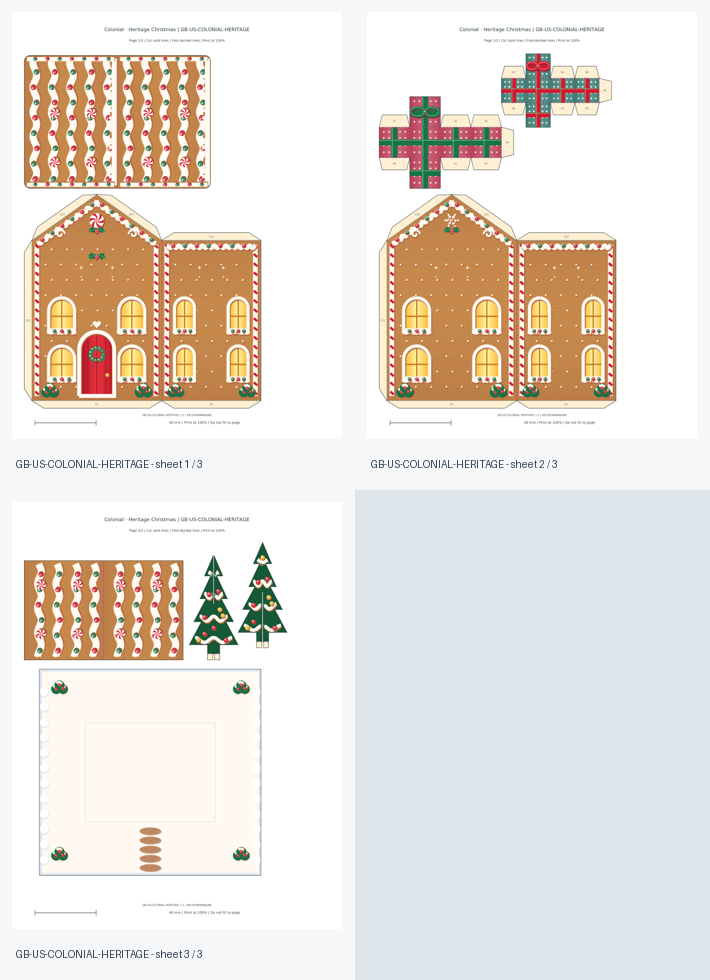 Colonial · Heritage Christmas | GB-US-COLONIAL-HERITAGE
Page 1/3 | Cut solid lines | Fold dashed lines | Print at 100%
40 mm | Print at 100% | Do not fit to page
GB-US-COLONIAL-HERITAGE - sheet 1 / 3
Colonial · Heritage Christmas | GB-US-COLONIAL-HERITAGE
Page 2/3 | Cut solid lines | Fold dashed lines | Print at 100%
40 mm | Print at 100% | Do not fit to page
GB-US-COLONIAL-HERITAGE - sheet 2 / 3
Colonial · Heritage Christmas | GB-US-COLONIAL-HERITAGE
Page 3/3 | Cut solid lines | Fold dashed lines | Print at 100%
40 mm | Print at 100% | Do not fit to page
GB-US-COLONIAL-HERITAGE - sheet 3 / 3